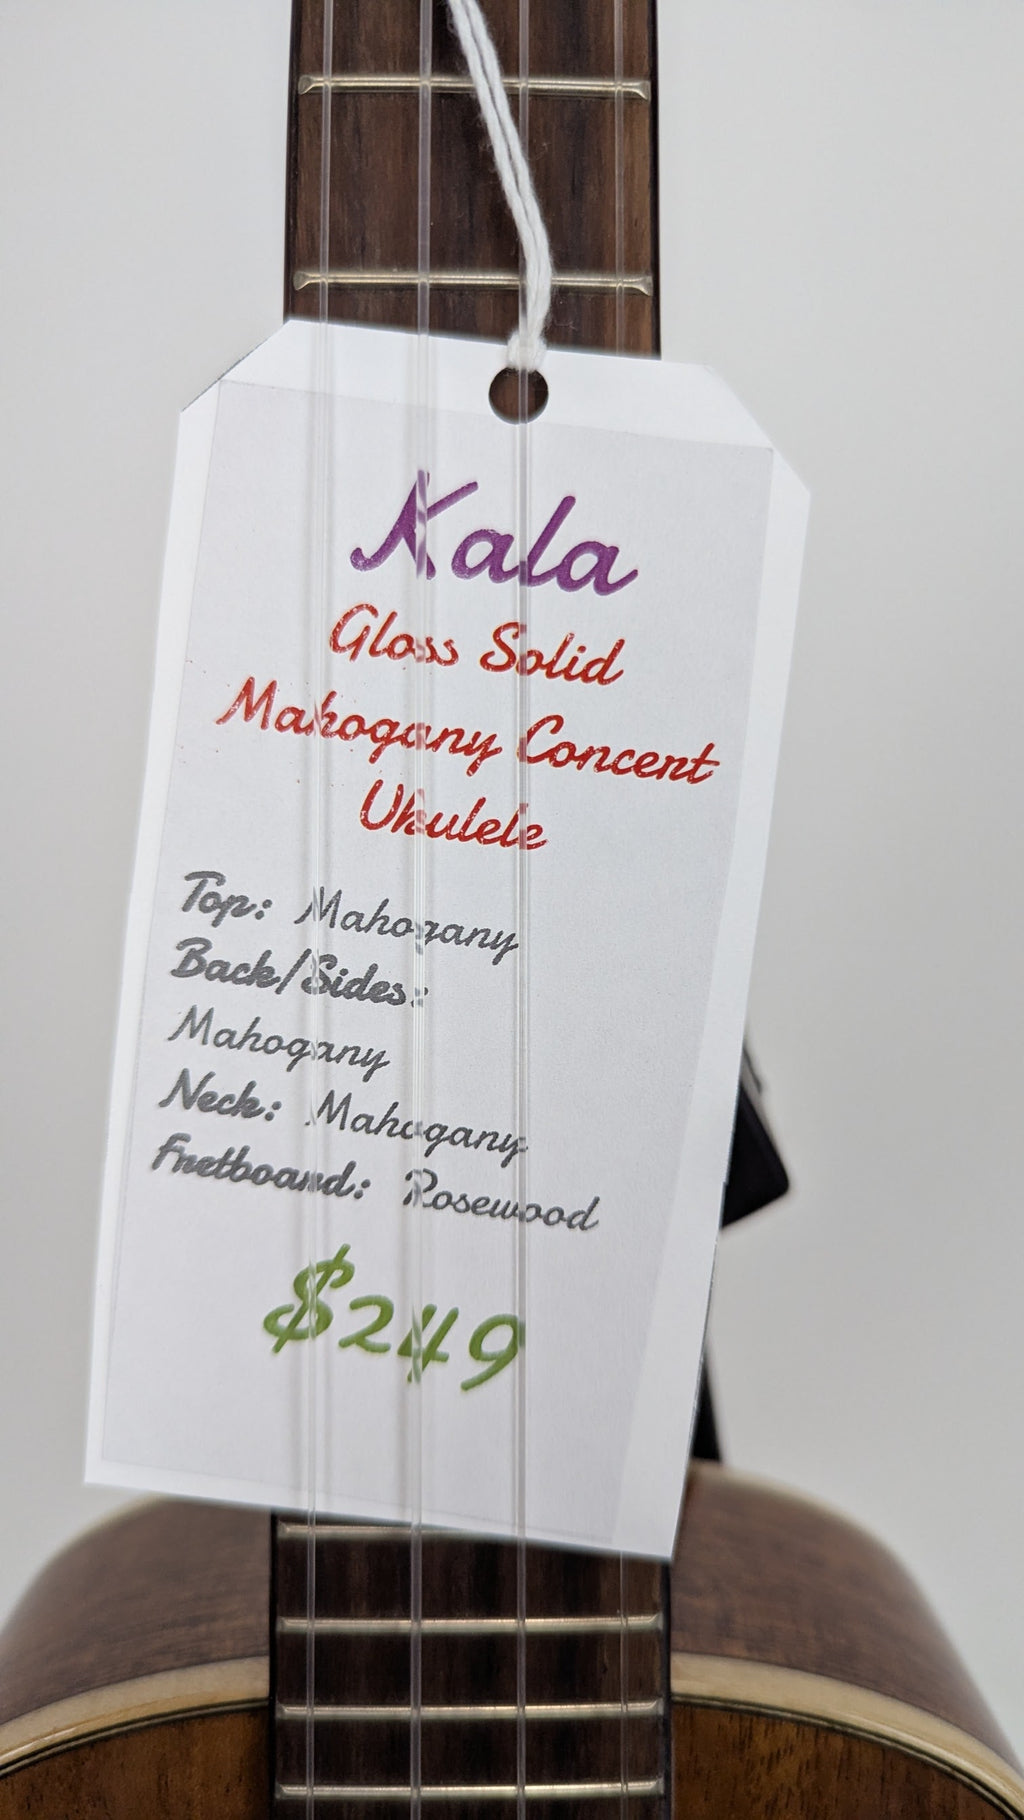 Kala
Gloss Solid
Mahogany Concert
Ukulele
Top: Mahogany
Back/Sides:
Mahogany
Neck: Mahogany
Fretboard: Rosewood
$249